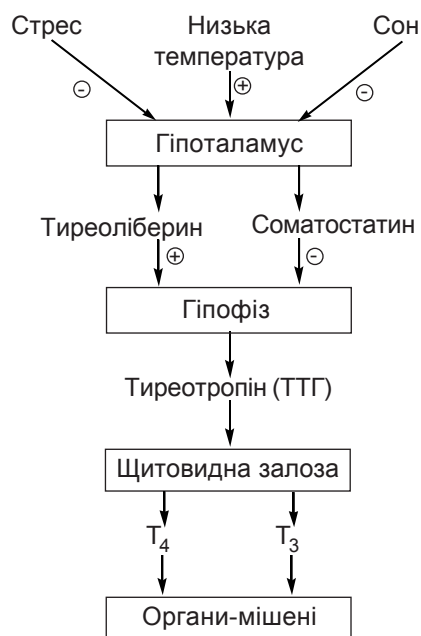 Стрес Низька температура Сон
⊖ ⊕ ⊖
Гіпоталамус
Тиреоліберин Соматостатин
⊕ ⊖
Гіпофіз
Тиреотропін (ТТГ)
Щитовидна залоза
T₄ T₃
Органи-мішені